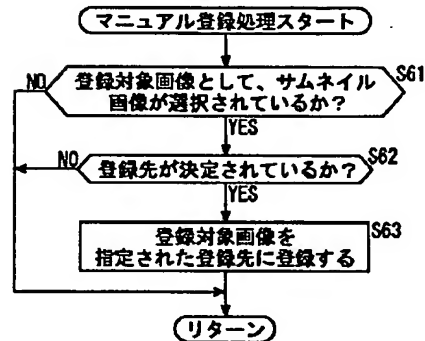 マニュアル登録処理スタート
S61
NO
登録対象画像として、サムネイル
画像が選択されているか？
YES
S62
NO
登録先が決定されているか？
YES
S63
登録対象画像を
指定された登録先に登録する
リターン